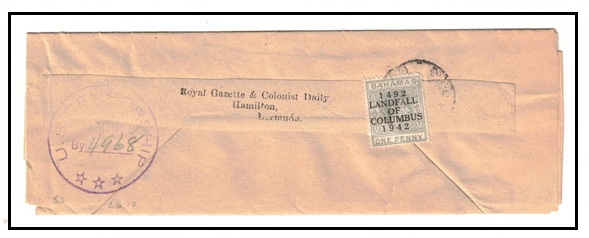 Royal Gazette & Colonist Daily
Hamilton,
Bermuda.
BAHAMAS
1492
LANDFALL
OF
COLUMBUS
1942
ONE PENNY
By 4968